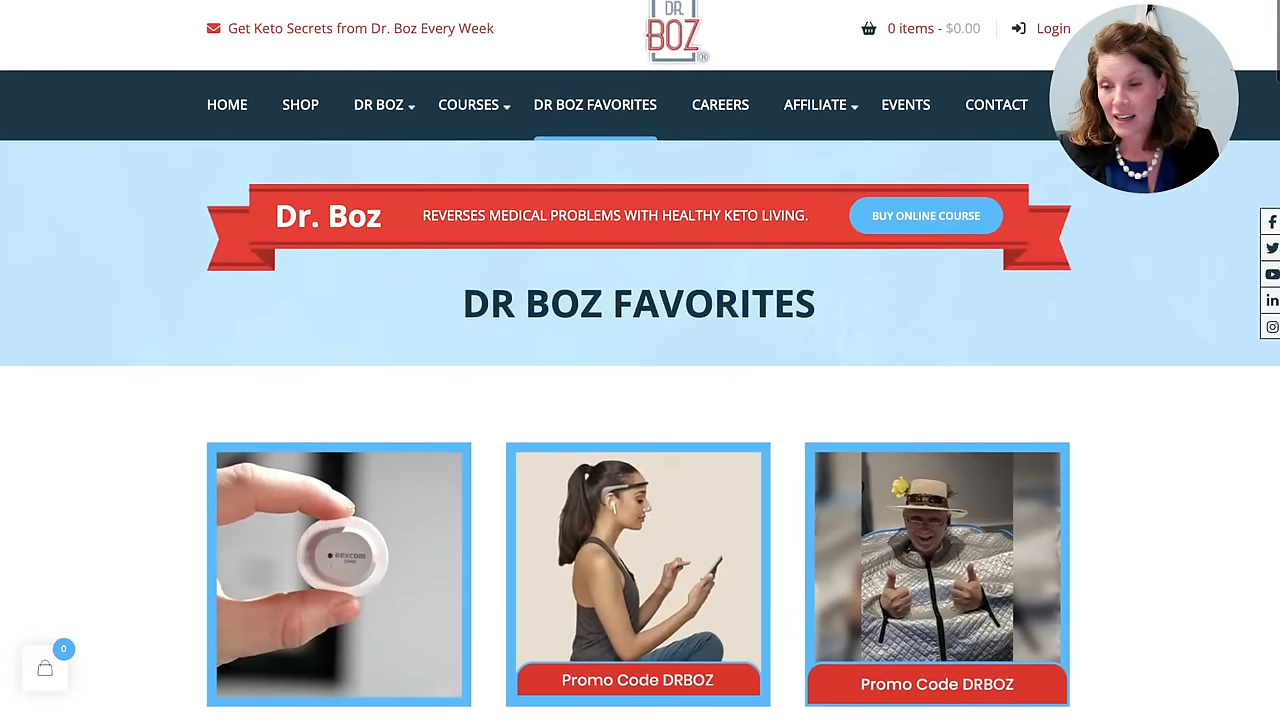 Get Keto Secrets from Dr. Boz Every Week
DR.
BOZ
®
0 items - $0.00
Login
HOME
SHOP
DR BOZ
COURSES
DR BOZ FAVORITES
CAREERS
AFFILIATE
EVENTS
CONTACT
Dr. Boz
REVERSES MEDICAL PROBLEMS WITH HEALTHY KETO LIVING.
BUY ONLINE COURSE
DR BOZ FAVORITES
Dexcom
Promo Code DRBOZ
Promo Code DRBOZ
0